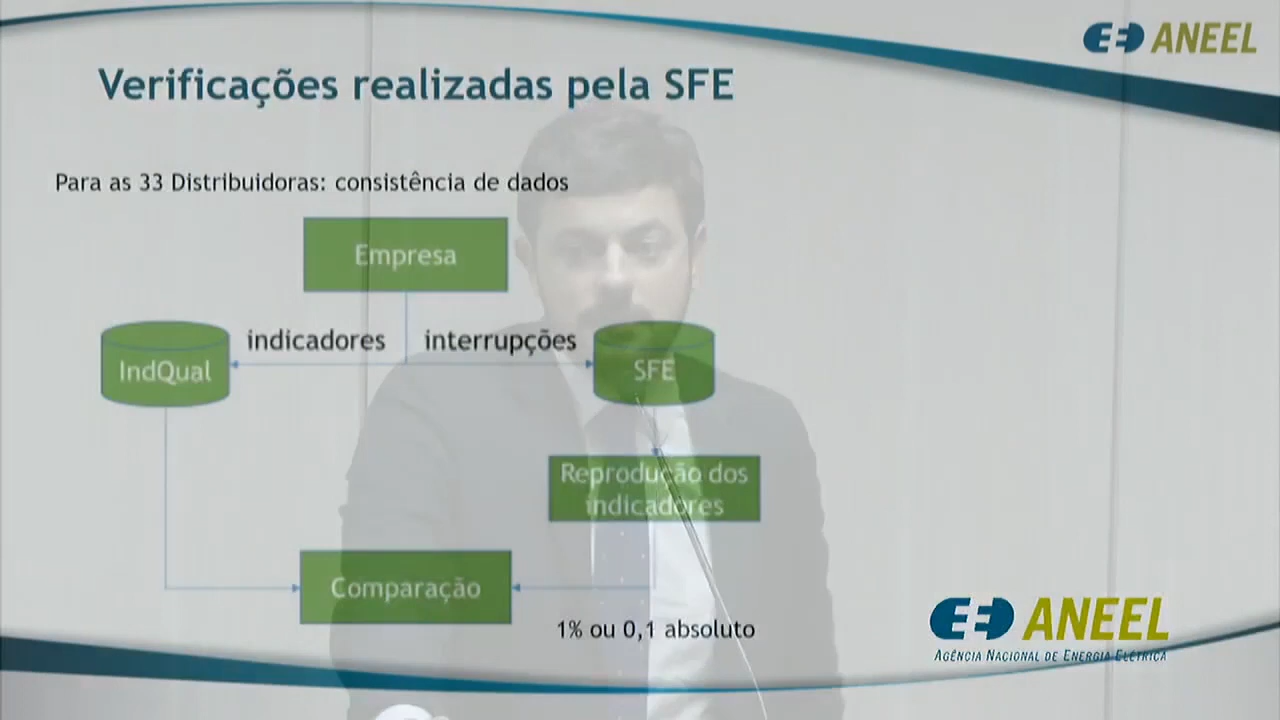 ANEEL
Verificações realizadas pela SFE
Para as 33 Distribuidoras: consistência de dados
Empresa
indicadores
interrupções
IndQual
SFE
Reprodução dos
indicadores
Comparação
1% ou 0,1 absoluto
ANEEL
AGÊNCIA NACIONAL DE ENERGIA ELÉTRICA